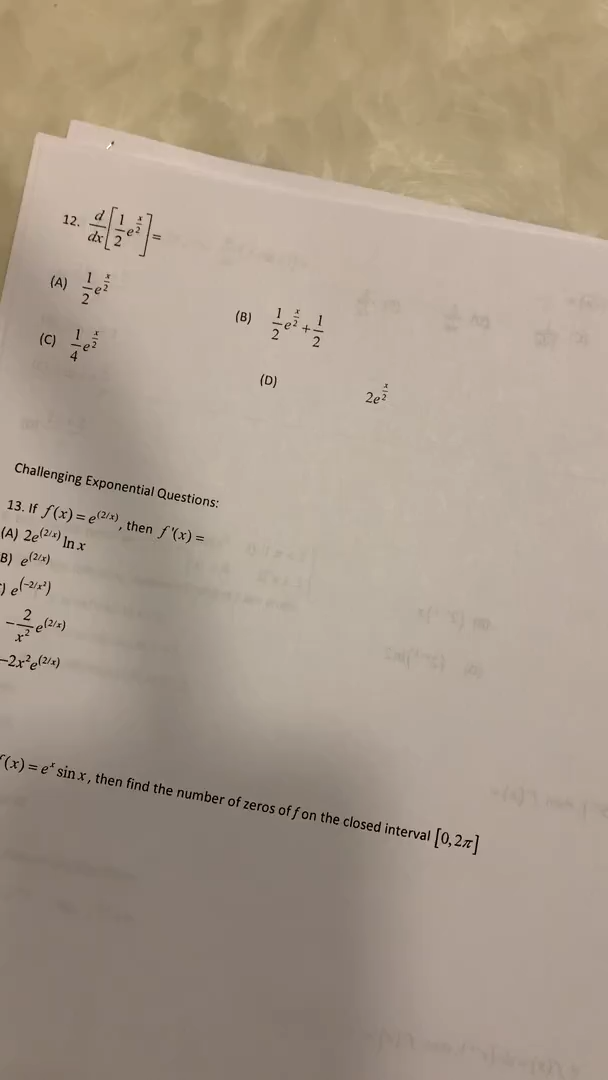 12. d/dx[1/2 e^(x/2)]=
(A) 1/2 e^(x/2)
(B) 1/2 e^(x/2) + 1/2
(C) 1/4 e^(x/2)
(D) 2e^(x/2)
Challenging Exponential Questions:
13. If f(x) = e^(2/x), then f'(x) =
(A) 2e^(2/x) ln x
B) e^(2/x)
) e^(-2/x²)
-2/x² e^(2/x)
-2x²e^(2/x)
f(x) = eˣ sin x, then find the number of zeros of f on the closed interval [0, 2π]